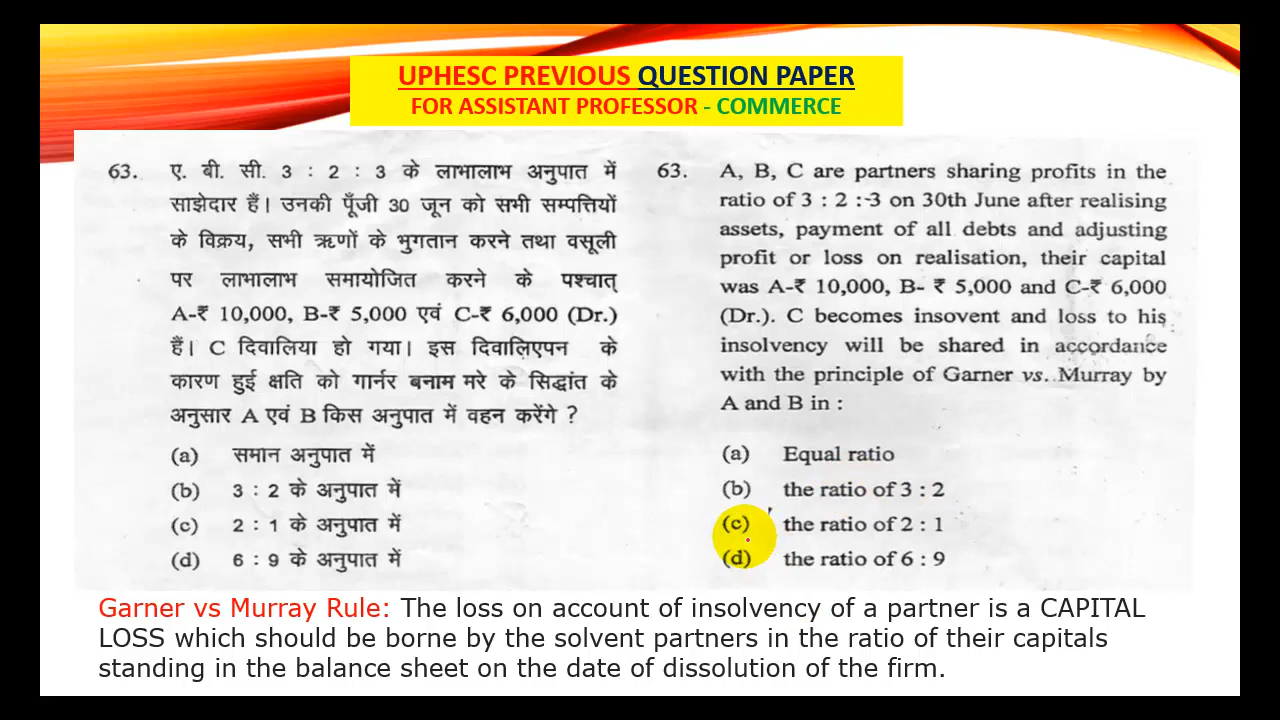 UPHESC PREVIOUS QUESTION PAPER
FOR ASSISTANT PROFESSOR - COMMERCE
63. ए. बी. सी. 3 : 2 : 3 के लाभालाभ अनुपात में
साझेदार हैं। उनकी पूँजी 30 जून को सभी सम्पत्तियों
के विक्रय, सभी ऋणों के भुगतान करने तथा वसूली
पर लाभालाभ समायोजित करने के पश्चात्
A-₹ 10,000, B-₹ 5,000 एवं C-₹ 6,000 (Dr.)
हैं। C दिवालिया हो गया। इस दिवालिएपन के
कारण हुई क्षति को गार्नर बनाम मरे के सिद्धांत के
अनुसार A एवं B किस अनुपात में वहन करेंगे ?
(a) समान अनुपात में
(b) 3 : 2 के अनुपात में
(c) 2 : 1 के अनुपात में
(d) 6 : 9 के अनुपात में
63. A, B, C are partners sharing profits in the
ratio of 3 : 2 :-3 on 30th June after realising
assets, payment of all debts and adjusting
profit or loss on realisation, their capital
was A-₹ 10,000, B- ₹ 5,000 and C-₹ 6,000
(Dr.). C becomes insovent and loss to his
insolvency will be shared in accordance
with the principle of Garner vs. Murray by
A and B in :
(a) Equal ratio
(b) the ratio of 3 : 2
(c) the ratio of 2 : 1
(d) the ratio of 6 : 9
Garner vs Murray Rule: The loss on account of insolvency of a partner is a CAPITAL
LOSS which should be borne by the solvent partners in the ratio of their capitals
standing in the balance sheet on the date of dissolution of the firm.